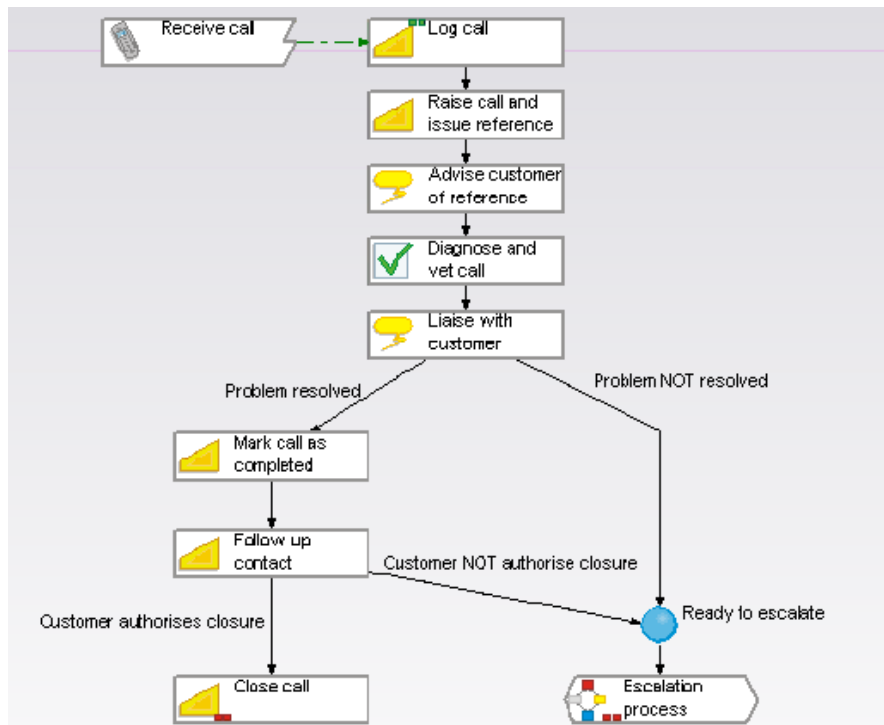 Receive call
Log call
Raise call and
issue reference
Advise customer
of reference
Diagnose and
vet call
Liaise with
customer
Problem resolved
Problem NOT resolved
Mark call as
completed
Follow up
contact
Customer NOT authorise closure
Customer authorises closure
Ready to escalate
Close call
Escalation
process